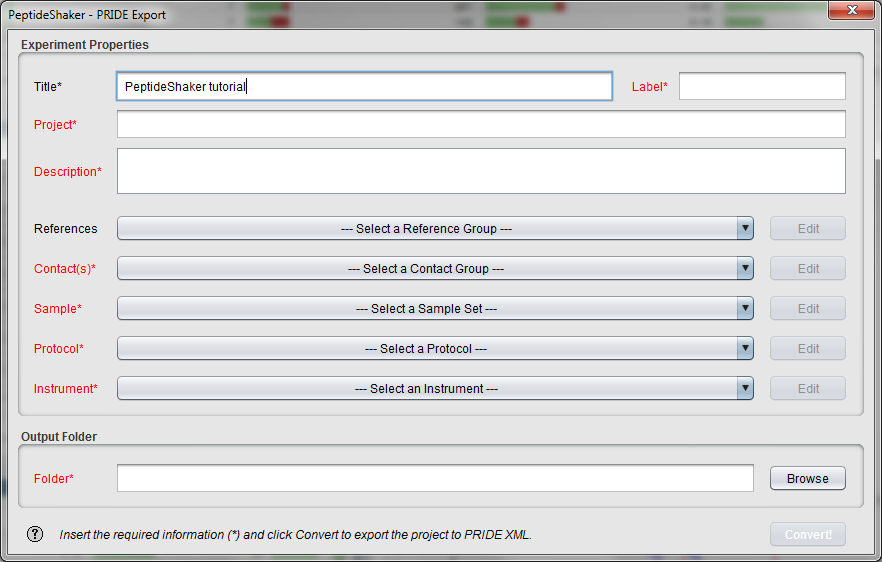 PeptideShaker - PRIDE Export
Experiment Properties
Title* PeptideShaker tutorial Label*
Project*
Description*
References --- Select a Reference Group --- Edit
Contact(s)* --- Select a Contact Group --- Edit
Sample* --- Select a Sample Set --- Edit
Protocol* --- Select a Protocol --- Edit
Instrument* --- Select an Instrument --- Edit
Output Folder
Folder* Browse
? Insert the required information (*) and click Convert to export the project to PRIDE XML. Convert!